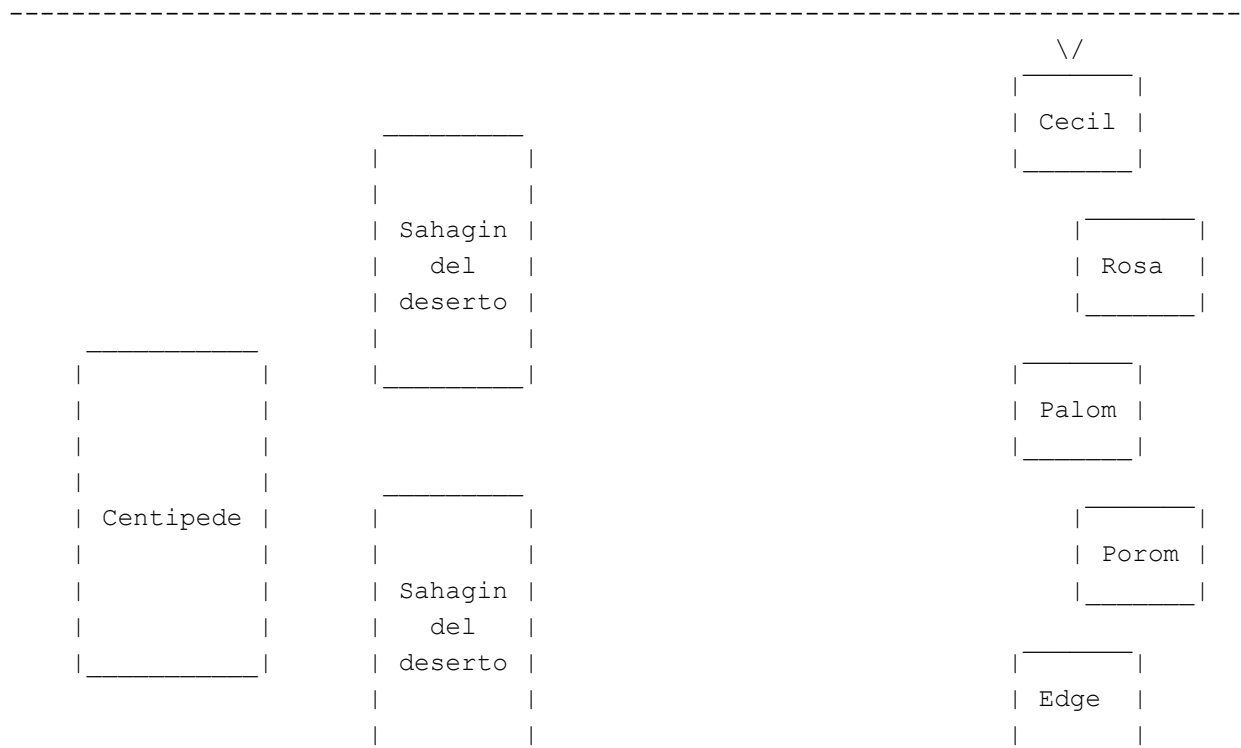 \/
Cecil
Sahagin
del
deserto
Rosa
Palom
Centipede
Porom
Sahagin
del
deserto
Edge